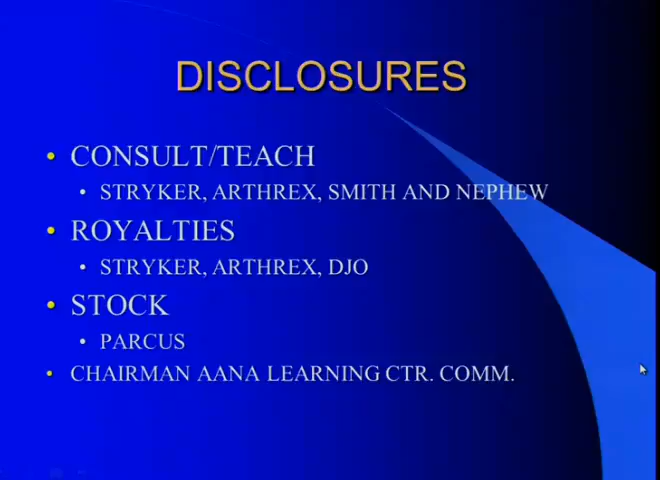 DISCLOSURES
• CONSULT/TEACH
• STRYKER, ARTHREX, SMITH AND NEPHEW
• ROYALTIES
• STRYKER, ARTHREX, DJO
• STOCK
• PARCUS
• CHAIRMAN AANA LEARNING CTR. COMM.